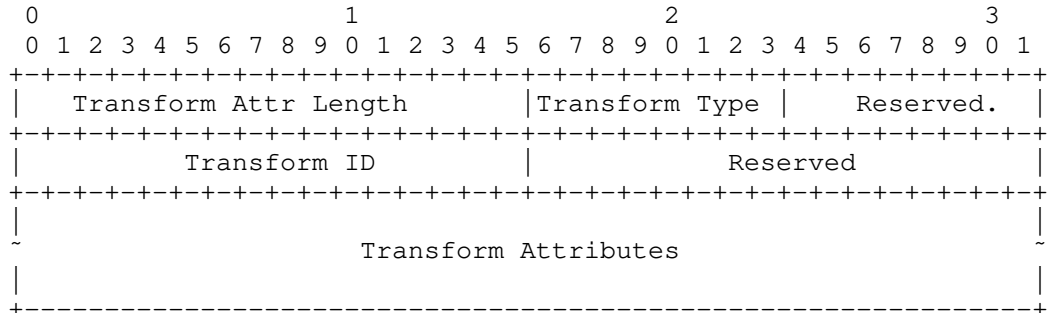 0 1 2 3
0 1 2 3 4 5 6 7 8 9 0 1 2 3 4 5 6 7 8 9 0 1 2 3 4 5 6 7 8 9 0 1
Transform Attr Length |Transform Type | Reserved.
Transform ID | Reserved
Transform Attributes